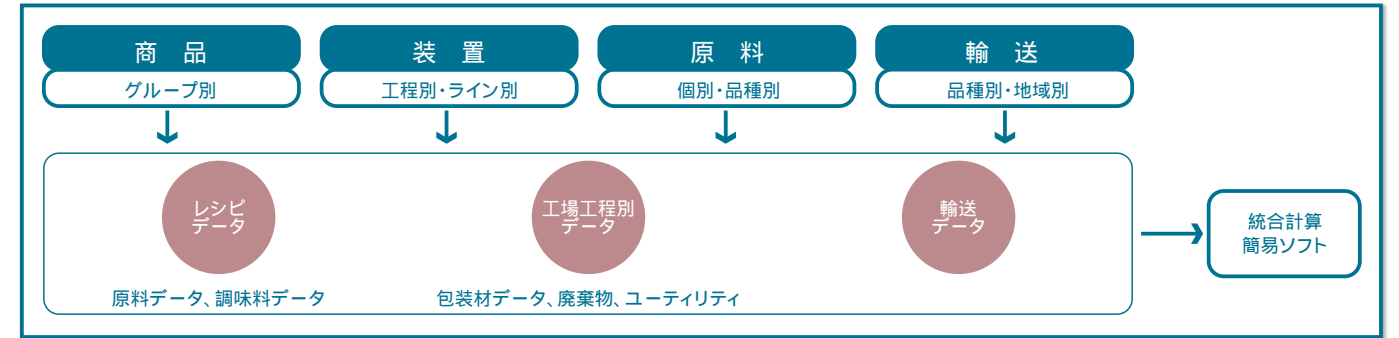 商 品
グループ別
装 置
工程別・ライン別
原 料
個別・品種別
輸 送
品種別・地域別
レシピ
データ
工場工程別
データ
輸送
データ
原料データ、調味料データ
包装材データ、廃棄物、ユーティリティ
統合計算
簡易ソフト